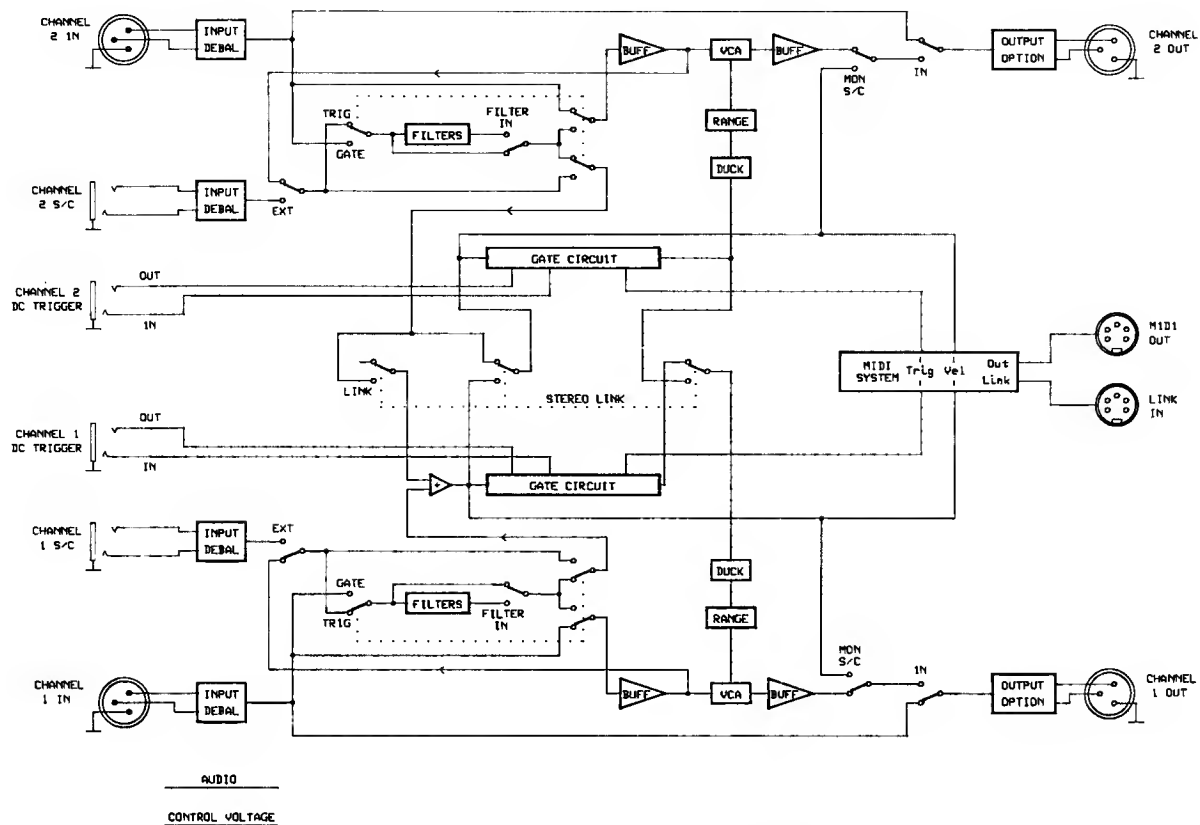 CHANNEL
2 IN
INPUT
DEBAL
BUFF
VCA
BUFF
MON
S/C
IN
OUTPUT
OPTION
CHANNEL
2 OUT
TRIG
GATE
FILTERS
FILTER
IN
RANGE
DUCK
CHANNEL
2 S/C
INPUT
DEBAL
EXT
CHANNEL 2
DC TRIGGER
OUT
IN
GATE CIRCUIT
LINK
STEREO LINK
MIDI
SYSTEM
Trig
Vel
Out
Link
MIDI
OUT
LINK
IN
CHANNEL 1
DC TRIGGER
OUT
IN
+
GATE CIRCUIT
CHANNEL
1 S/C
INPUT
DEBAL
EXT
GATE
TRIG
FILTERS
FILTER
IN
DUCK
RANGE
CHANNEL
1 IN
INPUT
DEBAL
BUFF
VCA
BUFF
MON
S/C
IN
OUTPUT
OPTION
CHANNEL
1 OUT
AUDIO
CONTROL VOLTAGE